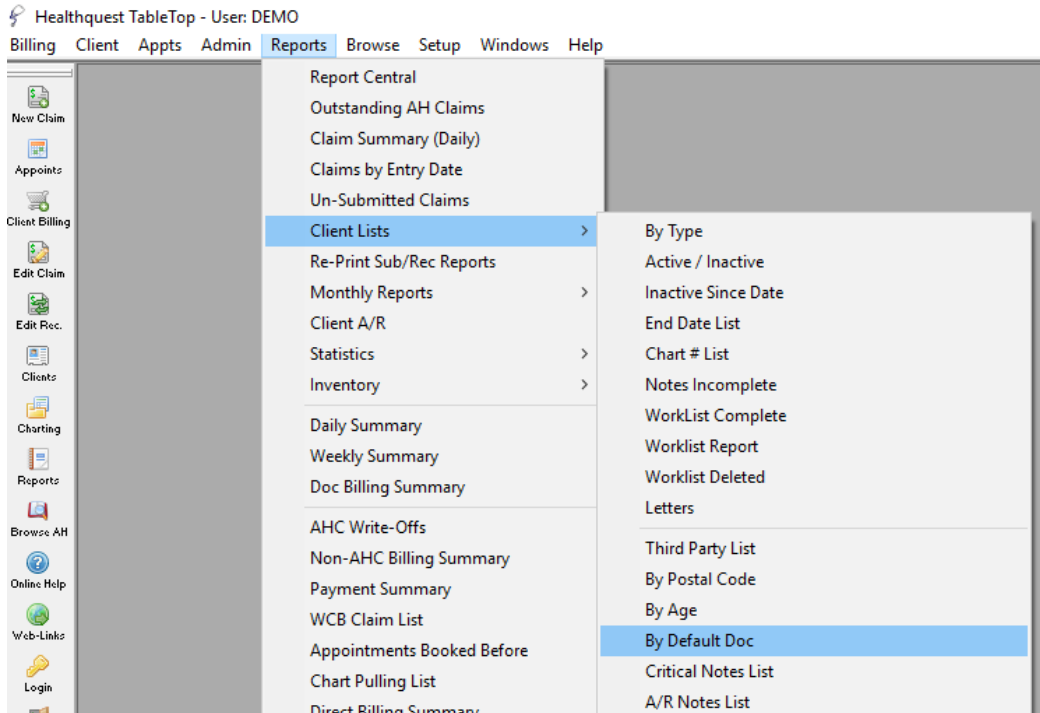 Healthquest TableTop - User: DEMO
Billing Client Appts Admin Reports Browse Setup Windows Help
New Claim
Appoints
Client Billing
Edit Claim
Edit Rec.
Clients
Charting
Reports
Browse AH
Online Help
Web-Links
Login
Report Central
Outstanding AH Claims
Claim Summary (Daily)
Claims by Entry Date
Un-Submitted Claims
Client Lists
Re-Print Sub/Rec Reports
Monthly Reports
Client A/R
Statistics
Inventory
Daily Summary
Weekly Summary
Doc Billing Summary
AHC Write-Offs
Non-AHC Billing Summary
Payment Summary
WCB Claim List
Appointments Booked Before
Chart Pulling List
Direct Billing Summary
By Type
Active / Inactive
Inactive Since Date
End Date List
Chart # List
Notes Incomplete
WorkList Complete
Worklist Report
Worklist Deleted
Letters
Third Party List
By Postal Code
By Age
By Default Doc
Critical Notes List
A/R Notes List